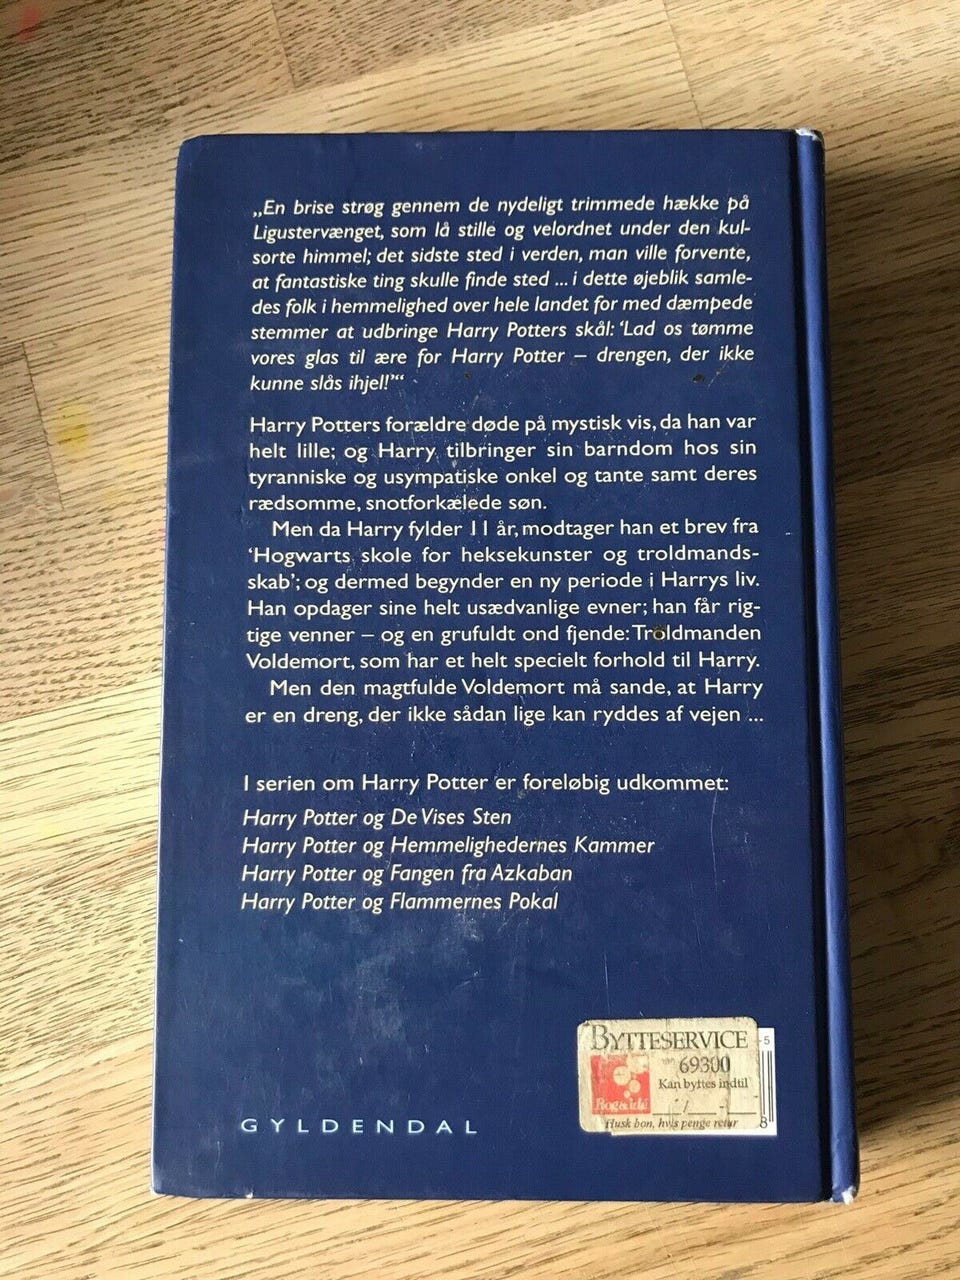 „En brise strøg gennem de nydeligt trimmede hække på
Ligustervænget, som lå stille og velordnet under den kul-
sorte himmel; det sidste sted i verden, man ville forvente,
at fantastiske ting skulle finde sted ... i dette øjeblik samle-
des folk i hemmelighed over hele landet for med dæmpede
stemmer at udbringe Harry Potters skål: ‘Lad os tømme
vores glas til ære for Harry Potter – drengen, der ikke
kunne slås ihjel!’“
Harry Potters forældre døde på mystisk vis, da han var
helt lille; og Harry tilbringer sin barndom hos sin
tyranniske og usympatiske onkel og tante samt deres
rædsomme, snotforkælede søn.
Men da Harry fylder 11 år, modtager han et brev fra
‘Hogwarts skole for heksekunster og troldmands-
skab’; og dermed begynder en ny periode i Harrys liv.
Han opdager sine helt usædvanlige evner; han får rig-
tige venner – og en grufuldt ond fjende: Troldmanden
Voldemort, som har et helt specielt forhold til Harry.
Men den magtfulde Voldemort må sande, at Harry
er en dreng, der ikke sådan lige kan ryddes af vejen ...
I serien om Harry Potter er foreløbig udkommet:
Harry Potter og De Vises Sten
Harry Potter og Hemmelighedernes Kammer
Harry Potter og Fangen fra Azkaban
Harry Potter og Flammernes Pokal
BYTTESERVICE
-5
69300
Kan byttes indtil
Bog&idé
/ -
8
Husk bon, hvis penge retur
GYLDENDAL